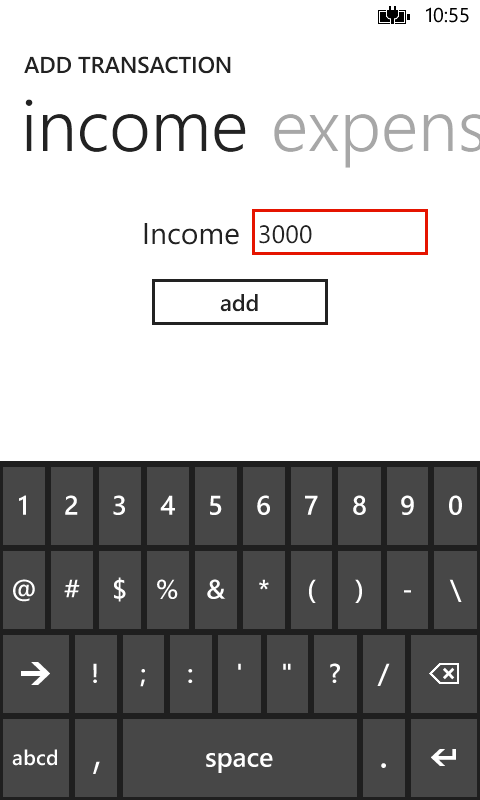 10:55
ADD TRANSACTION
income expens
Income 3000
add
1 2 3 4 5 6 7 8 9 0
@ # $ % & * ( ) - \
! ; : ' " ? /
abcd , space .